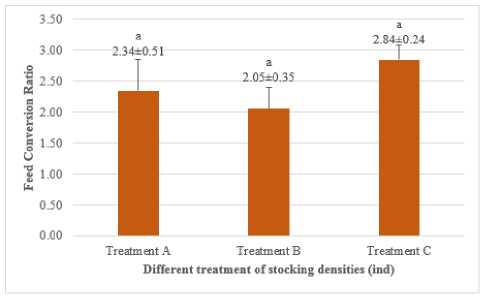 3.50
3.00
2.50
2.00
1.50
1.00
0.50
0.00
Feed Conversion Ratio
a
2.34±0.51
a
2.05±0.35
a
2.84±0.24
Treatment A
Treatment B
Treatment C
Different treatment of stocking densities (ind)